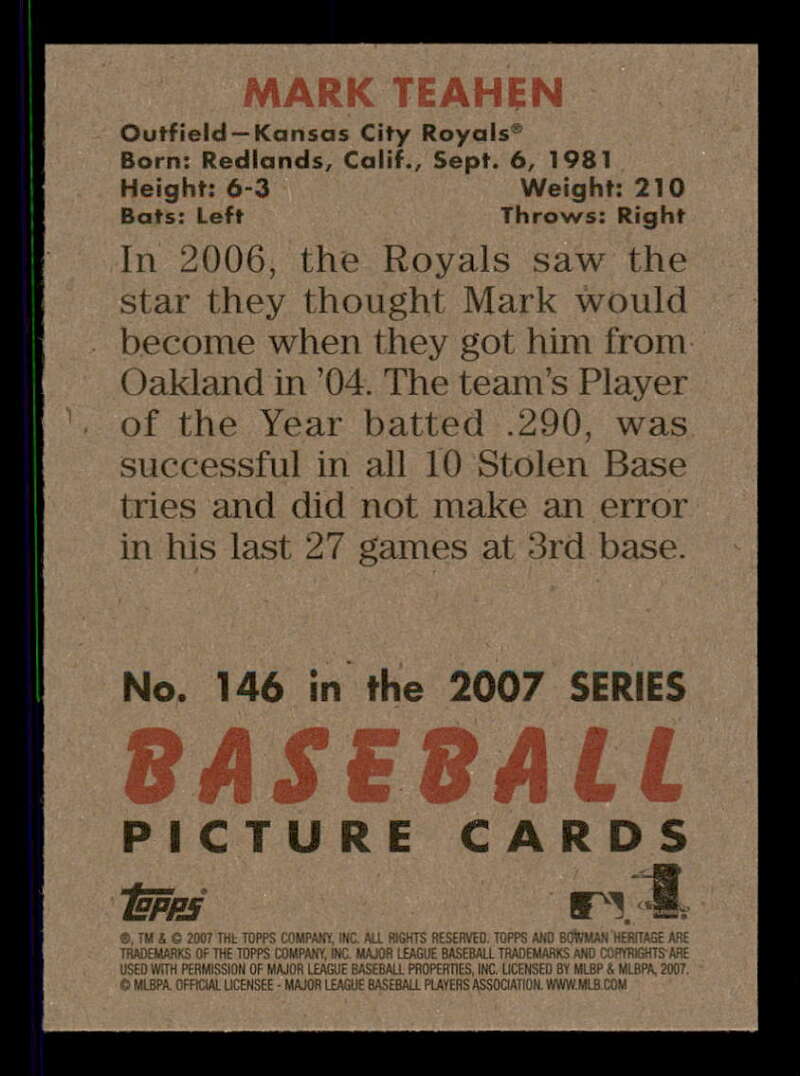 MARK TEAHEN
Outfield—Kansas City Royals®
Born: Redlands, Calif., Sept. 6, 1981
Height: 6-3 Weight: 210
Bats: Left Throws: Right
In 2006, the Royals saw the
star they thought Mark would
become when they got him from
Oakland in ’04. The team’s Player
of the Year batted .290, was
successful in all 10 Stolen Base
tries and did not make an error
in his last 27 games at 3rd base.
No. 146 in the 2007 SERIES
BASEBALL
PICTURE CARDS
Topps
®, TM & © 2007 THE TOPPS COMPANY, INC. ALL RIGHTS RESERVED. TOPPS AND BOWMAN HERITAGE ARE
TRADEMARKS OF THE TOPPS COMPANY, INC. MAJOR LEAGUE BASEBALL TRADEMARKS AND COPYRIGHTS ARE
USED WITH PERMISSION OF MAJOR LEAGUE BASEBALL PROPERTIES, INC. LICENSED BY MLBP & MLBPA, 2007.
© MLBPA. OFFICIAL LICENSEE - MAJOR LEAGUE BASEBALL PLAYERS ASSOCIATION. WWW.MLB.COM